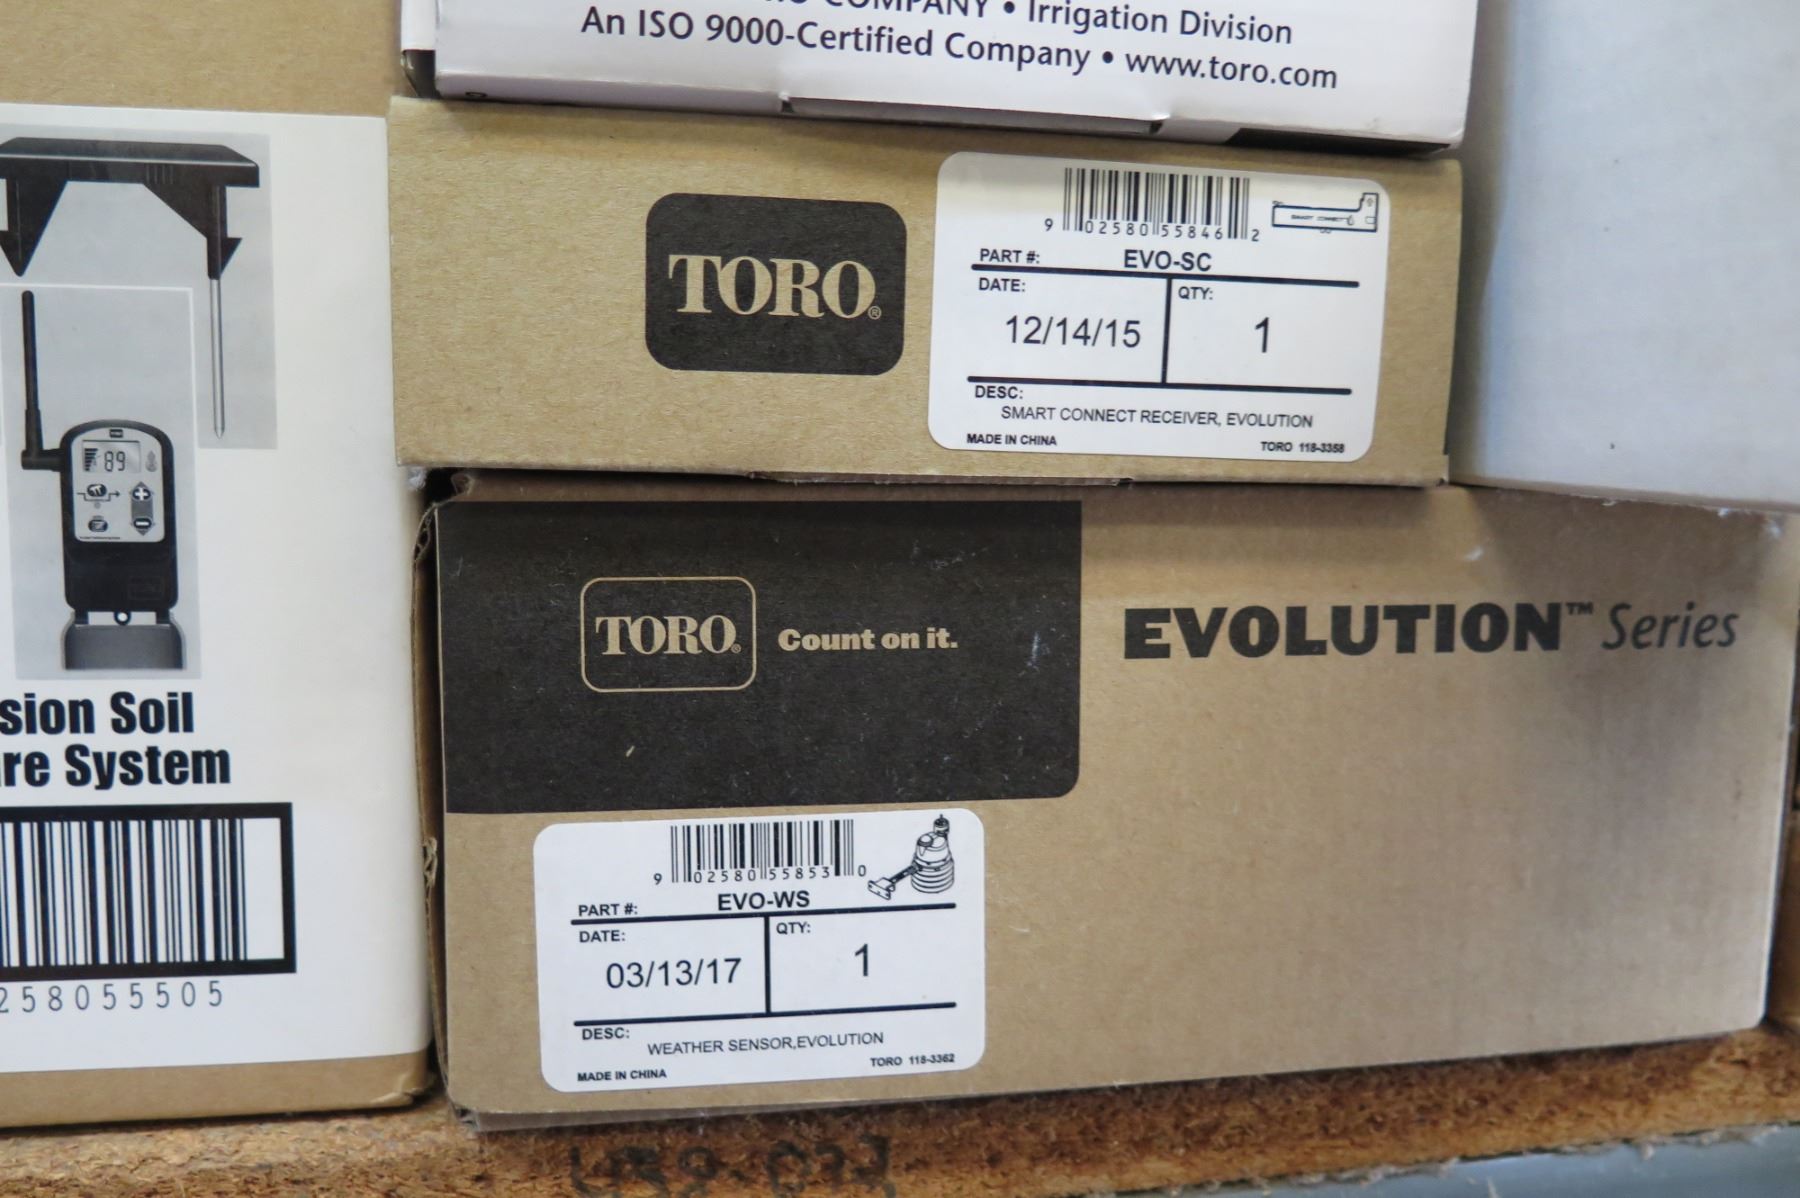 COMPANY • Irrigation Division
An ISO 9000-Certified Company • www.toro.com
TORO®
9 02580 55846 2
SMART CONNECT
PART #: EVO-SC
DATE: QTY:
12/14/15 1
DESC:
SMART CONNECT RECEIVER, EVOLUTION
MADE IN CHINA TORO 118-3358
TORO® Count on it.
EVOLUTION™ Series
9 02580 55853 0
PART #: EVO-WS
DATE: QTY:
03/13/17 1
DESC:
WEATHER SENSOR,EVOLUTION
MADE IN CHINA TORO 118-3362
89
sion Soil
re System
258055505